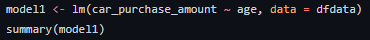 model1 <- lm(car_purchase_amount ~ age, data = dfdata)
summary(model1)